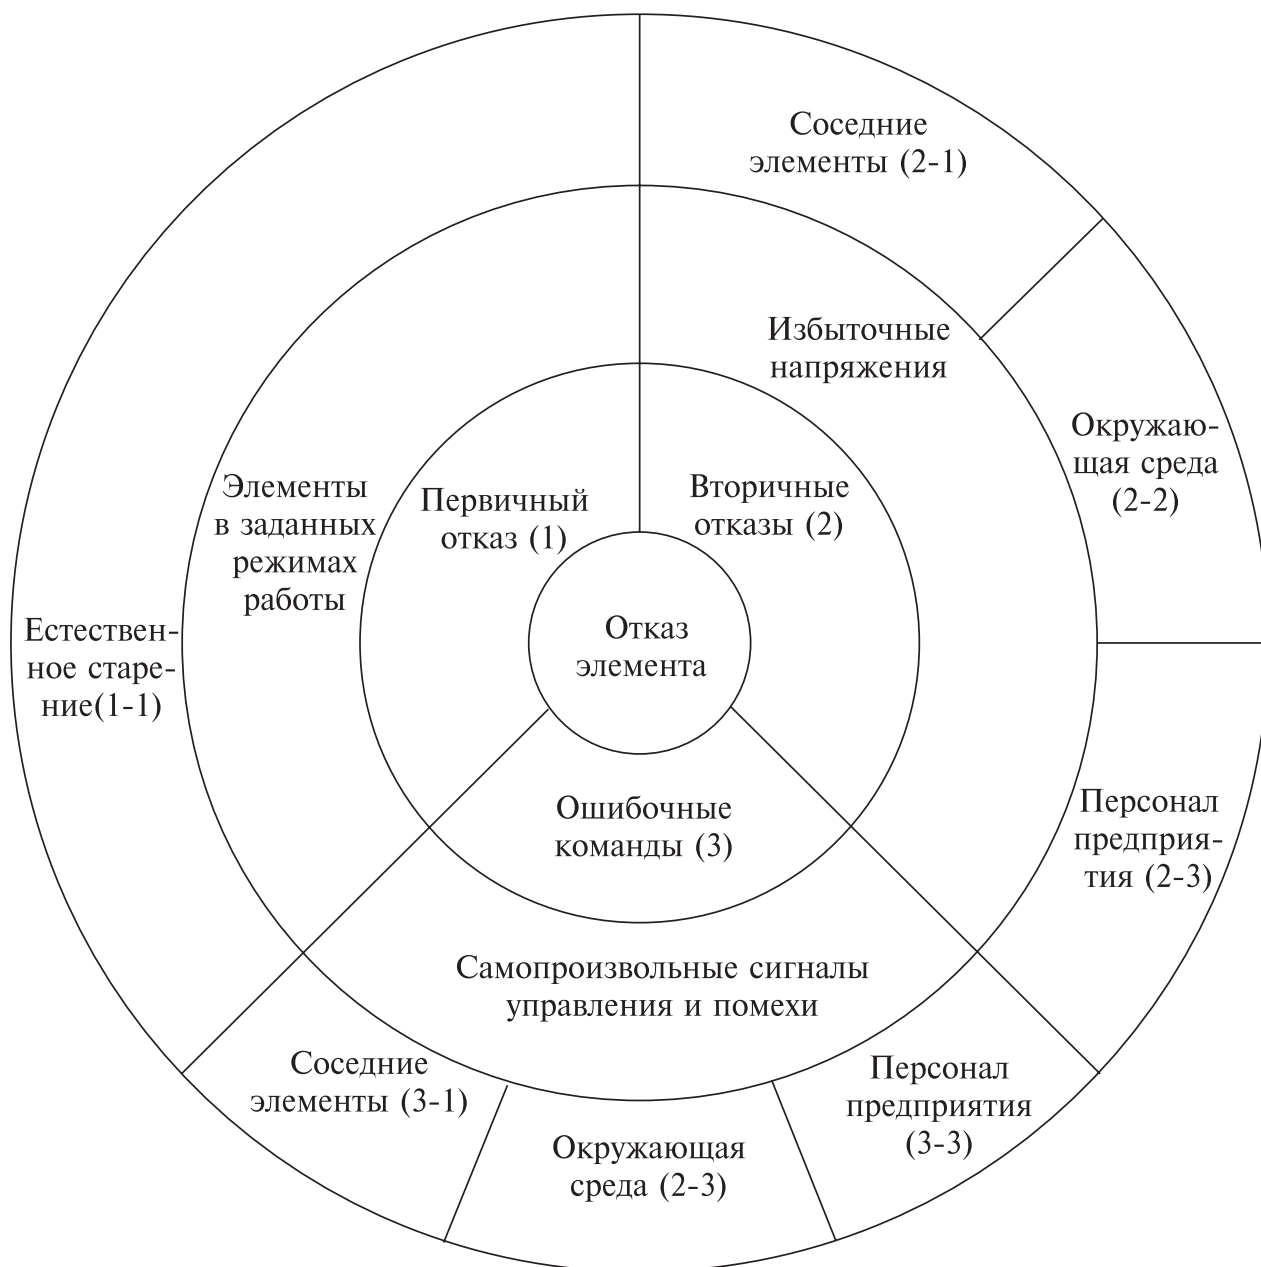 Соседние
элементы (2-1)
Избыточные
напряжения
Окружаю-
щая среда
(2-2)
Элементы
в заданных
режимах
работы
Первичный
отказ (1)
Вторичные
отказы (2)
Естествен-
ное старе-
ние(1-1)
Отказ
элемента
Ошибочные
команды (3)
Персонал
предприя-
тия (2-3)
Самопроизвольные сигналы
управления и помехи
Соседние
элементы (3-1)
Окружающая
среда (2-3)
Персонал
предприятия
(3-3)